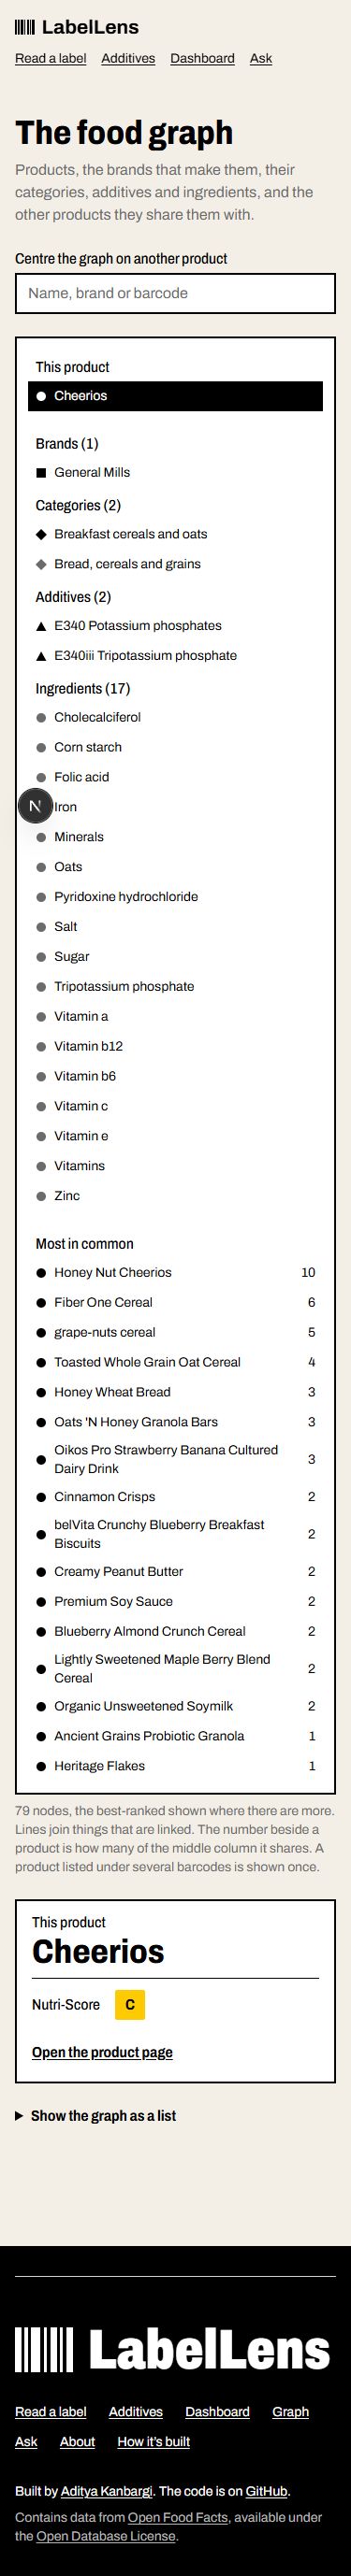 LabelLens
Read a label Additives Dashboard Ask
The food graph
Products, the brands that make them, their
categories, additives and ingredients, and the
other products they share them with.
Centre the graph on another product
Name, brand or barcode
This product
Cheerios
Brands (1)
General Mills
Categories (2)
Breakfast cereals and oats
Bread, cereals and grains
Additives (2)
E340 Potassium phosphates
E340iii Tripotassium phosphate
Ingredients (17)
Cholecalciferol
Corn starch
Folic acid
N Iron
Minerals
Oats
Pyridoxine hydrochloride
Salt
Sugar
Tripotassium phosphate
Vitamin a
Vitamin b12
Vitamin b6
Vitamin c
Vitamin e
Vitamins
Zinc
Most in common
Honey Nut Cheerios 10
Fiber One Cereal 6
grape-nuts cereal 5
Toasted Whole Grain Oat Cereal 4
Honey Wheat Bread 3
Oats 'N Honey Granola Bars 3
Oikos Pro Strawberry Banana Cultured
Dairy Drink 3
Cinnamon Crisps 2
belVita Crunchy Blueberry Breakfast
Biscuits 2
Creamy Peanut Butter 2
Premium Soy Sauce 2
Blueberry Almond Crunch Cereal 2
Lightly Sweetened Maple Berry Blend
Cereal 2
Organic Unsweetened Soymilk 2
Ancient Grains Probiotic Granola 1
Heritage Flakes 1
79 nodes, the best-ranked shown where there are more.
Lines join things that are linked. The number beside a
product is how many of the middle column it shares. A
product listed under several barcodes is shown once.
This product
Cheerios
Nutri-Score C
Open the product page
Show the graph as a list
LabelLens
Read a label Additives Dashboard Graph
Ask About How it's built
Built by Aditya Kanbargi. The code is on GitHub.
Contains data from Open Food Facts, available under
the Open Database License.